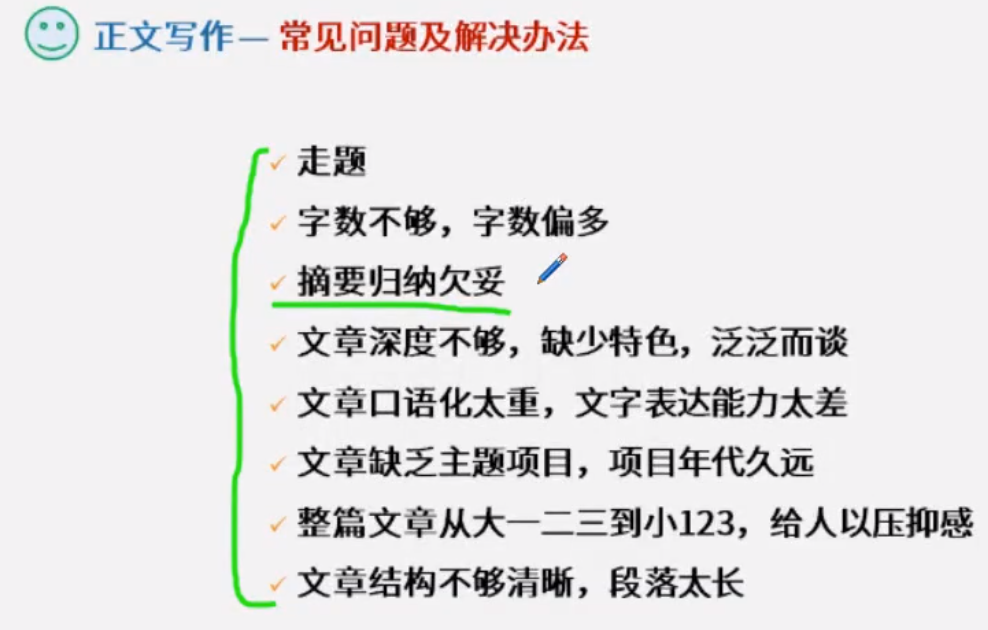 正文写作—常见问题及解决办法
走题
字数不够，字数偏多
摘要归纳欠妥
文章深度不够，缺少特色，泛泛而谈
文章口语化太重，文字表达能力太差
文章缺乏主题项目，项目年代久远
整篇文章从大一二三到小123，给人以压抑感
文章结构不够清晰，段落太长